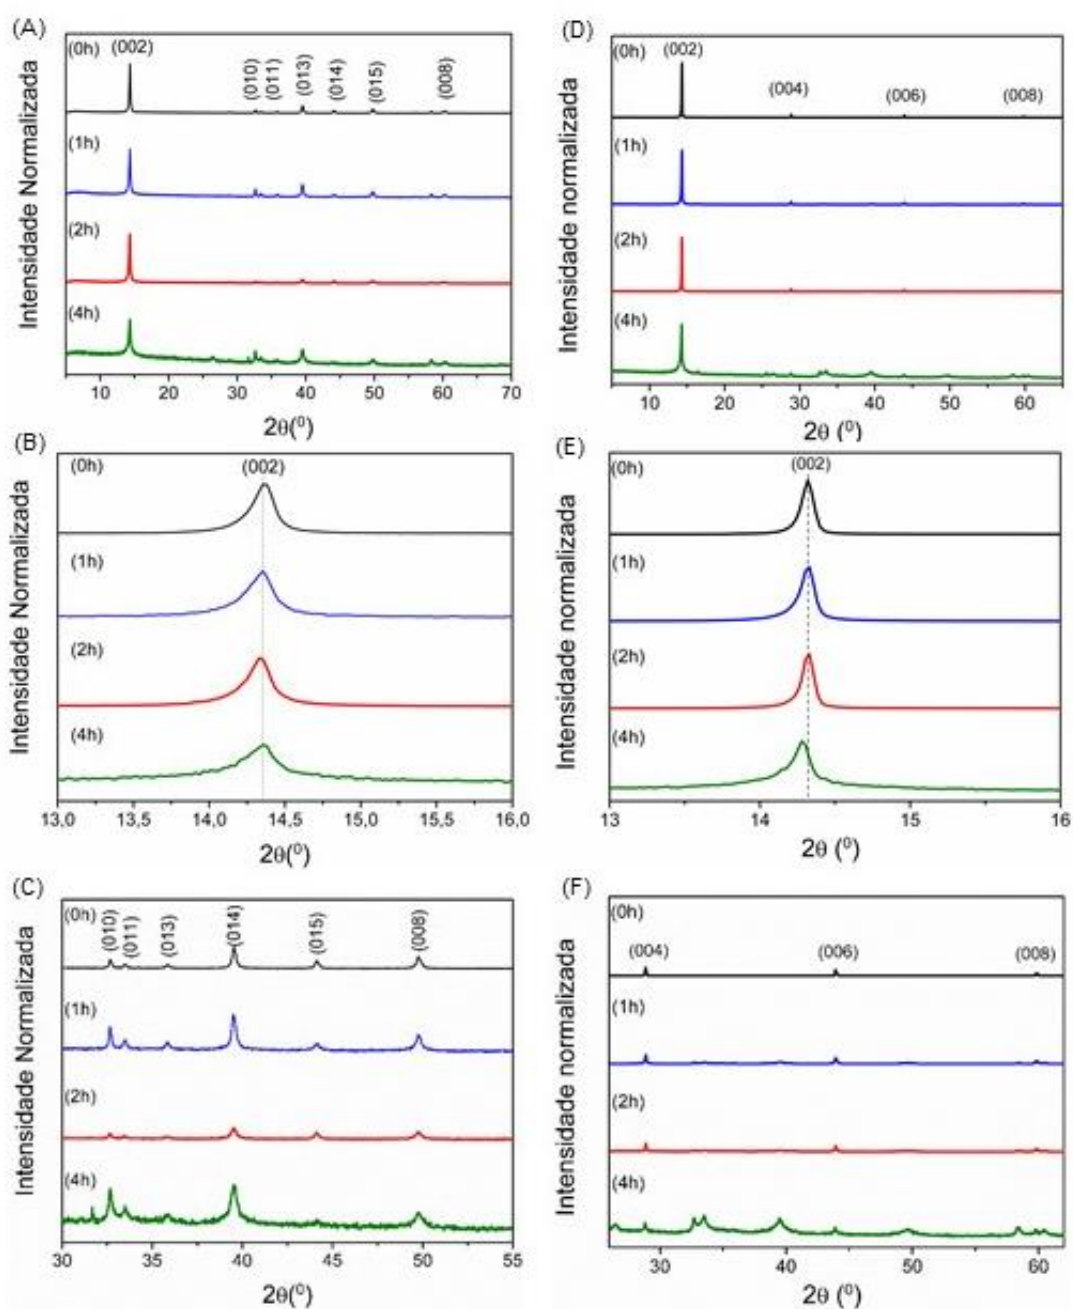 (A)
(0h) (002) (010) (011) (013) (014) (015) (008)
(1h)
(2h)
(4h)
Intensidade Normalizada
10 20 30 40 50 60 70
2θ(⁰)
(D)
(0h) (002) (004) (006) (008)
(1h)
(2h)
(4h)
Intensidade normalizada
10 20 30 40 50 60
2θ (⁰)
(B)
(0h) (002)
(1h)
(2h)
(4h)
Intensidade Normalizada
13,0 13,5 14,0 14,5 15,0 15,5 16,0
2θ(⁰)
(E)
(0h) (002)
(1h)
(2h)
(4h)
Intensidade normalizada
13 14 15 16
2θ (⁰)
(C)
(0h) (010) (011) (013) (014) (015) (008)
(1h)
(2h)
(4h)
Intensidade Normalizada
30 35 40 45 50 55
2θ(⁰)
(F)
(0h) (004) (006) (008)
(1h)
(2h)
(4h)
Intensidade normalizada
30 40 50 60
2θ(⁰)